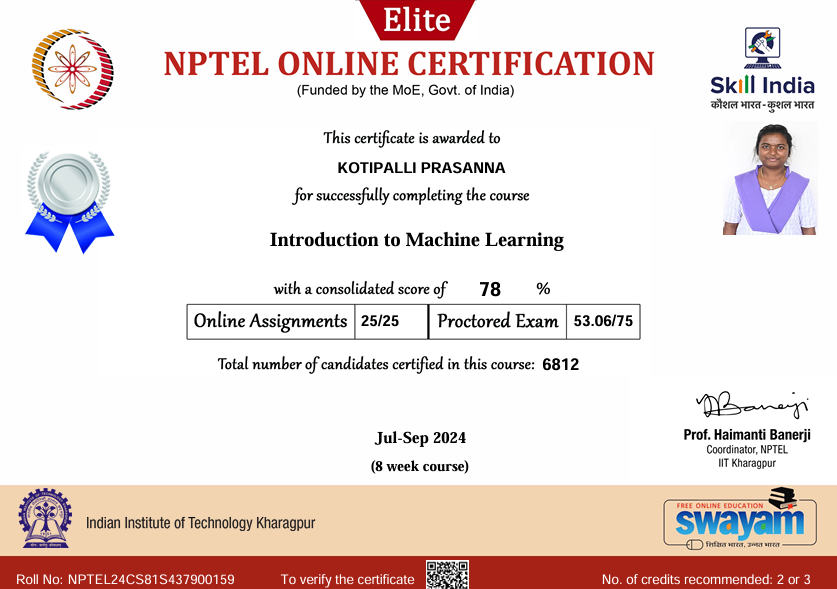 Elite
NPTEL ONLINE CERTIFICATION
(Funded by the MoE, Govt. of India)
Skill India
कौशल भारत - कुशल भारत
This certificate is awarded to
KOTIPALLI PRASANNA
for successfully completing the course
Introduction to Machine Learning
with a consolidated score of 78 %
Online Assignments 25/25 Proctored Exam 53.06/75
Total number of candidates certified in this course: 6812
Jul-Sep 2024
(8 week course)
Prof. Haimanti Banerji
Coordinator, NPTEL
IIT Kharagpur
Indian Institute of Technology Kharagpur
FREE ONLINE EDUCATION
swayam
शिक्षित भारत, उन्नत भारत
Roll No: NPTEL24CS81S437900159 To verify the certificate No. of credits recommended: 2 or 3